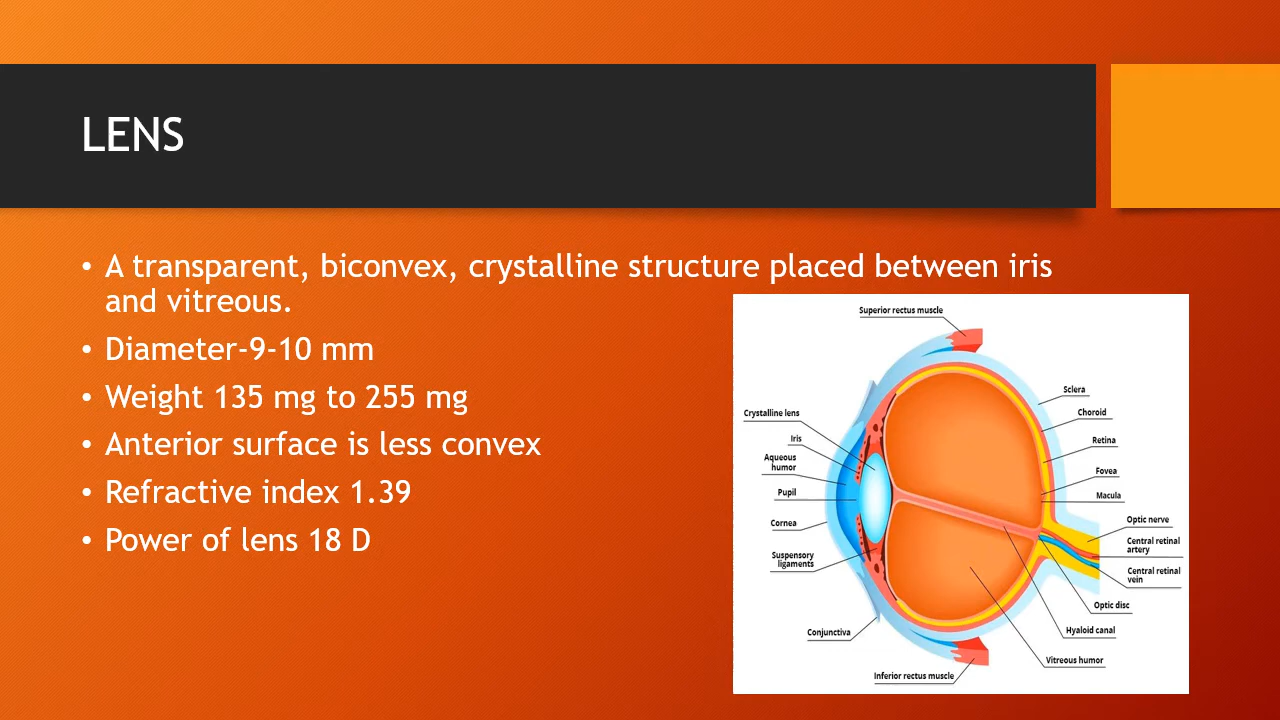 LENS
• A transparent, biconvex, crystalline structure placed between iris
and vitreous.
• Diameter-9-10 mm
• Weight 135 mg to 255 mg
• Anterior surface is less convex
• Refractive index 1.39
• Power of lens 18 D
Superior rectus muscle
Crystalline lens
Iris
Aqueous
humor
Pupil
Cornea
Suspensory
ligaments
Conjunctiva
Inferior rectus muscle
Sclera
Choroid
Retina
Fovea
Macula
Optic nerve
Central retinal
artery
Central retinal
vein
Optic disc
Hyaloid canal
Vitreous humor